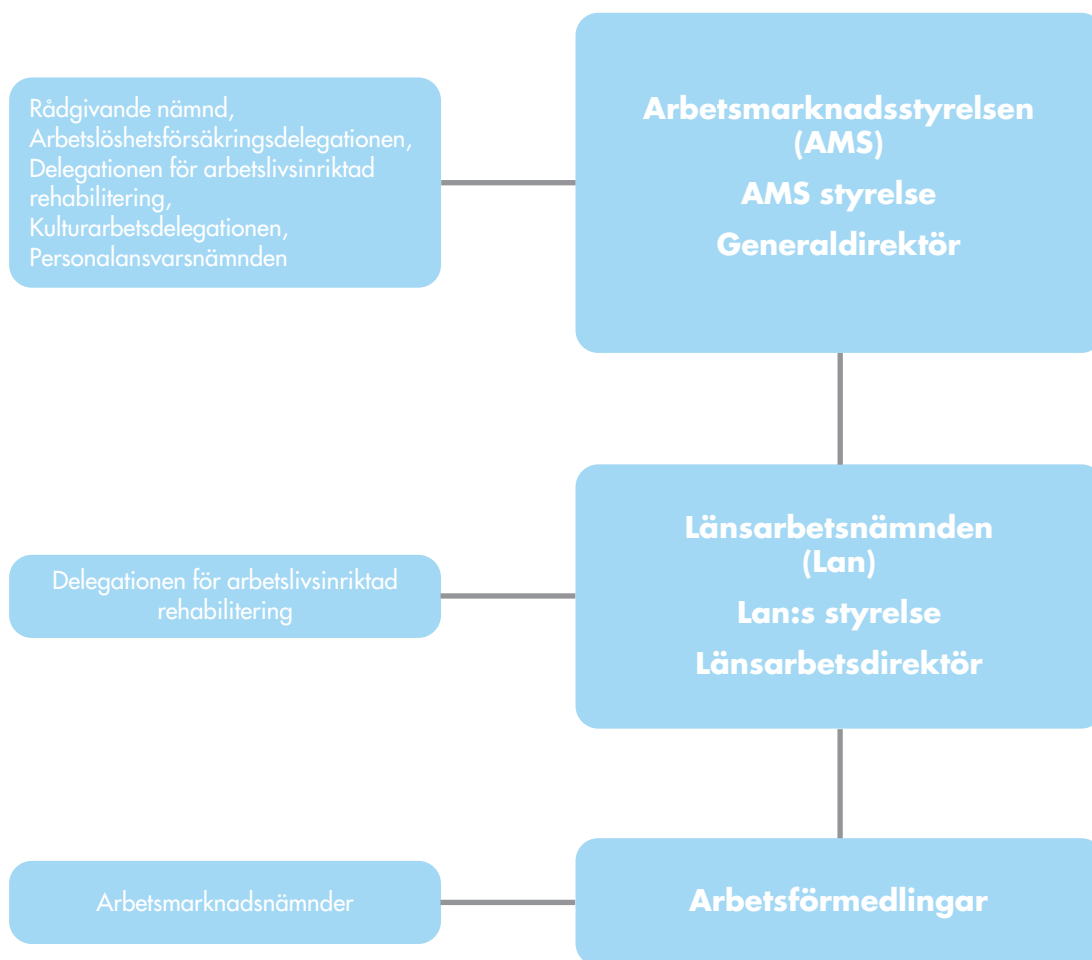 Rådgivande nämnd,
Arbetslöshetsförsäkringsdelegationen,
Delegationen för arbetslivsinriktad
rehabilitering,
Kulturarbetsdelegationen,
Personalansvarsnämnden
Arbetsmarknadsstyrelsen
(AMS)
AMS styrelse
Generaldirektör
Delegationen för arbetslivsinriktad
rehabilitering
Länsarbetsnämnden
(Lan)
Lan:s styrelse
Länsarbetsdirektör
Arbetsmarknadsnämnder
Arbetsförmedlingar